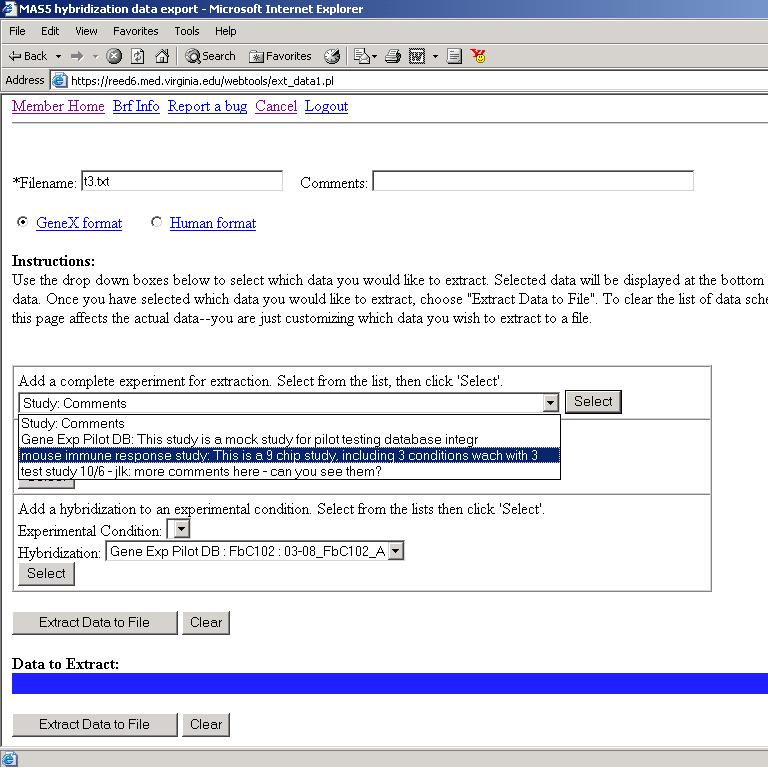 MAS5 hybridization data export - Microsoft Internet Explorer
File Edit View Favorites Tools Help
Back Search Favorites
Address https://reed6.med.virginia.edu/webtools/ext_data1.pl
Member Home Brf Info Report a bug Cancel Logout
*Filename: t3.txt Comments:
GeneX format Human format
Instructions:
Use the drop down boxes below to select which data you would like to extract. Selected data will be displayed at the bottom
data. Once you have selected which data you would like to extract, choose "Extract Data to File". To clear the list of data sche
this page affects the actual data--you are just customizing which data you wish to extract to a file.
Add a complete experiment for extraction. Select from the list, then click 'Select'.
Study: Comments Select
Study: Comments
Gene Exp Pilot DB: This study is a mock study for pilot testing database integr
mouse immune response study: This is a 9 chip study, including 3 conditions wach with 3
test study 10/6 - jlk: more comments here - can you see them?
Add a hybridization to an experimental condition. Select from the lists then click 'Select'.
Experimental Condition:
Hybridization: Gene Exp Pilot DB : FbC102 : 03-08_FbC102_A
Select
Extract Data to File Clear
Data to Extract:
Extract Data to File Clear